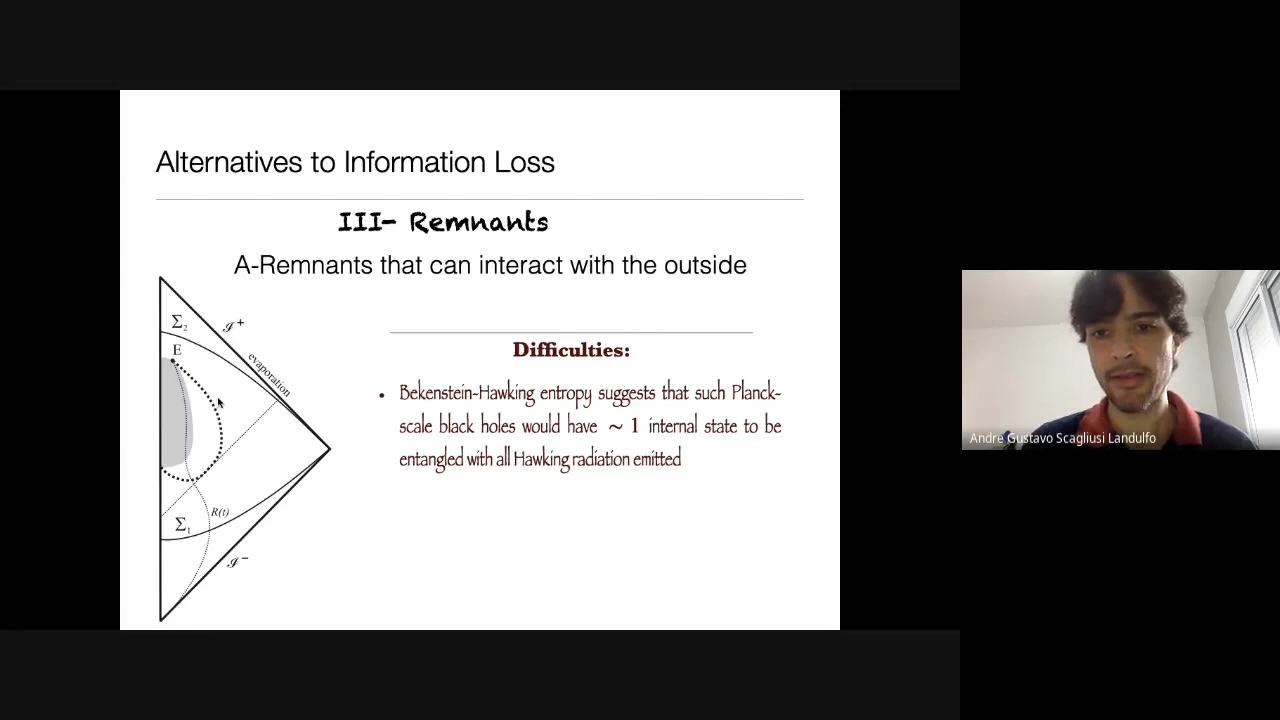 Alternatives to Information Loss
III- Remnants
A-Remnants that can interact with the outside
Σ2
ℐ+
E
evaporation
Difficulties:
• Bekenstein-Hawking entropy suggests that such Planck-
scale black holes would have ~ 1 internal state to be
entangled with all Hawking radiation emitted
R(t)
Σ1
ℐ−
Andre Gustavo Scagliusi Landulfo